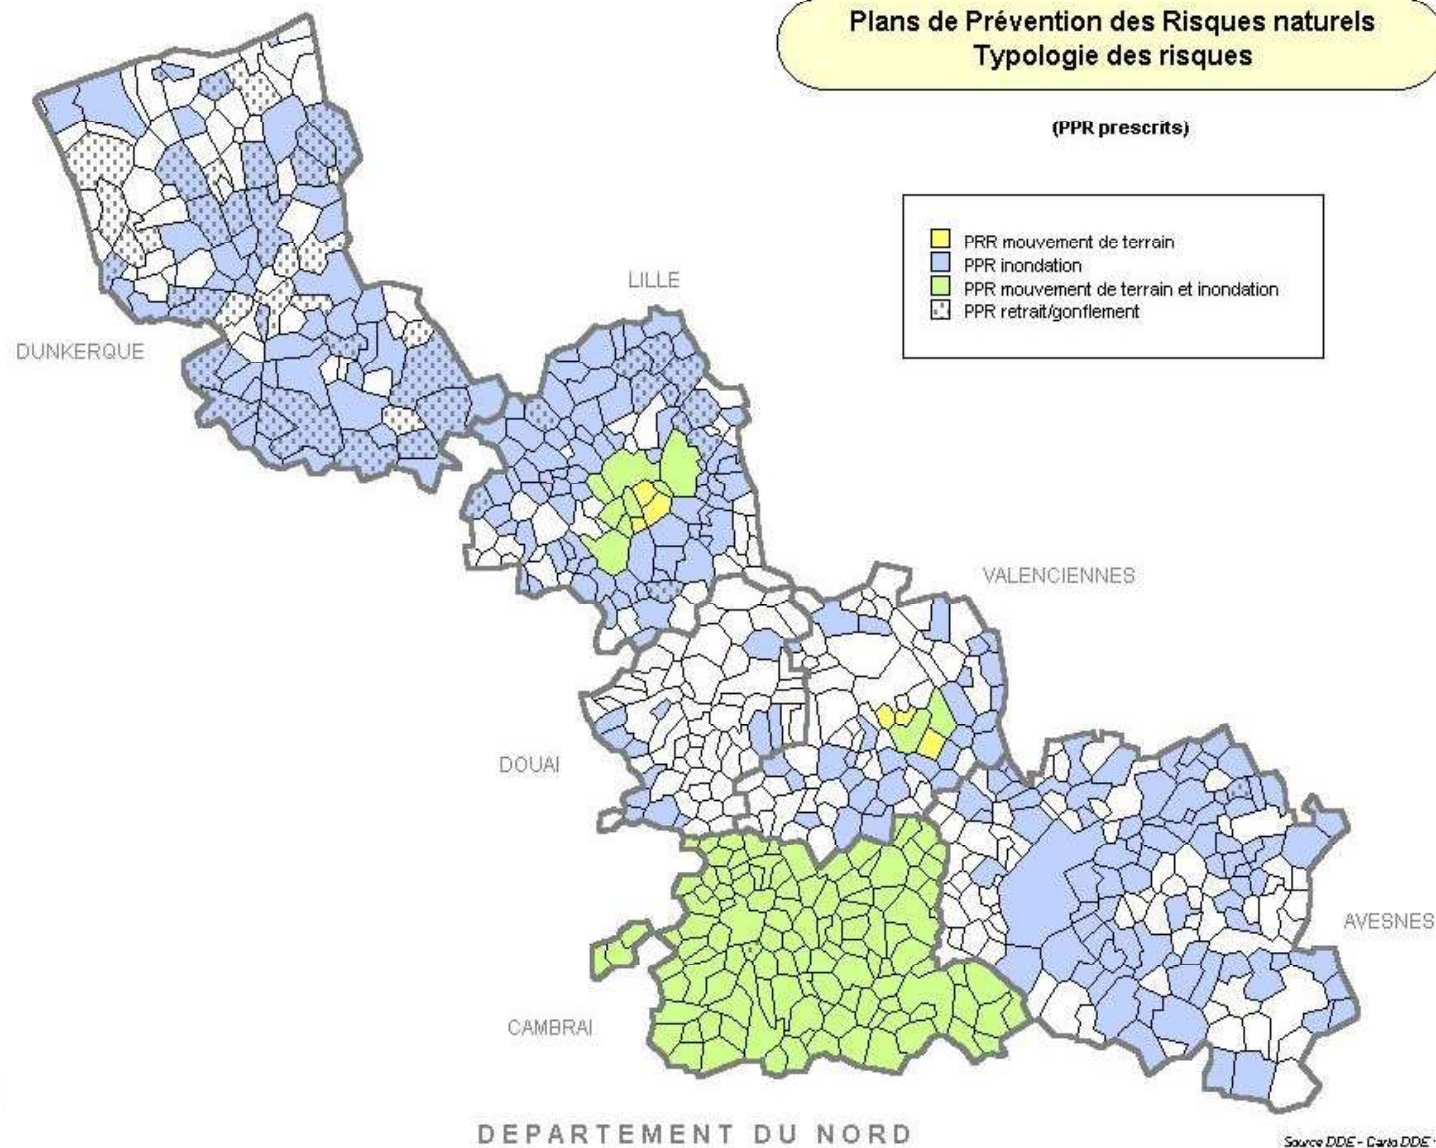 Plans de Prévention des Risques naturels
Typologie des risques
(PPR prescrits)
PRR mouvement de terrain
PPR inondation
PPR mouvement de terrain et inondation
PPR retrait/gonflement
LILLE
DUNKERQUE
VALENCIENNES
DOUAI
AVESNES
CAMBRAI
DEPARTEMENT DU NORD
Source DDE - Carto DDE